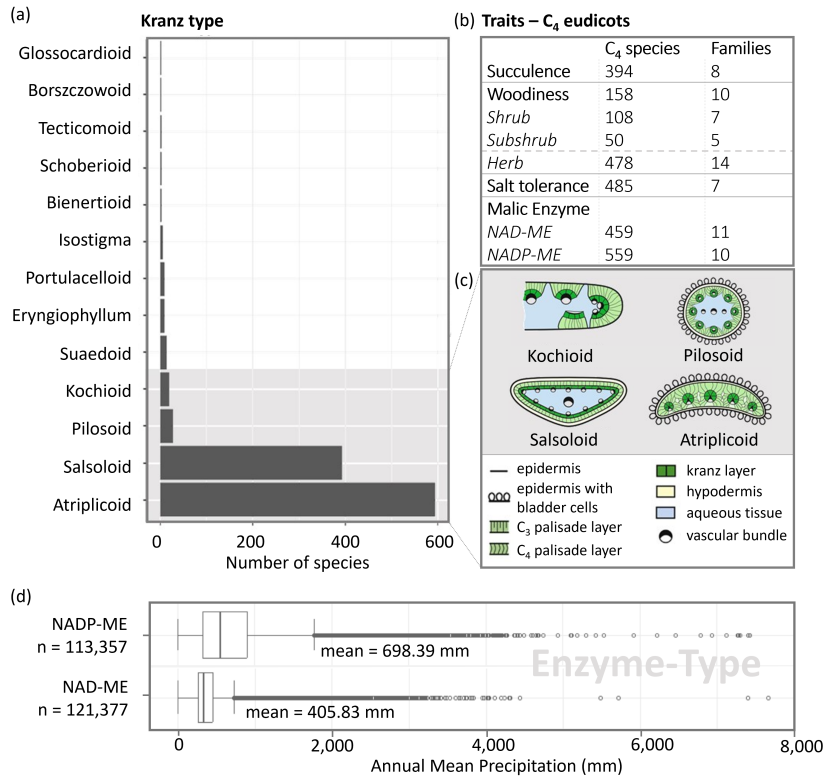 (a)
Kranz type
Glossocardioid
Borszczowoid
Tecticomoid
Schoberioid
Bienertioid
Isostigma
Portulacelloid
Eryngiophyllum
Suaedoid
Kochioid
Pilosoid
Salsoloid
Atriplicoid
0 200 400 600
Number of species
(b) Traits – C₄ eudicots
C₄ species Families
Succulence 394 8
Woodiness 158 10
Shrub 108 7
Subshrub 50 5
Herb 478 14
Salt tolerance 485 7
Malic Enzyme
NAD-ME 459 11
NADP-ME 559 10
(c)
Kochioid Pilosoid
Salsoloid Atriplicoid
epidermis
epidermis with
bladder cells
C₃ palisade layer
C₄ palisade layer
kranz layer
hypodermis
aqueous tissue
vascular bundle
(d)
NADP-ME
n = 113,357
mean = 698.39 mm
Enzyme-Type
NAD-ME
n = 121,377
mean = 405.83 mm
0 2,000 4,000 6,000 8,000
Annual Mean Precipitation (mm)